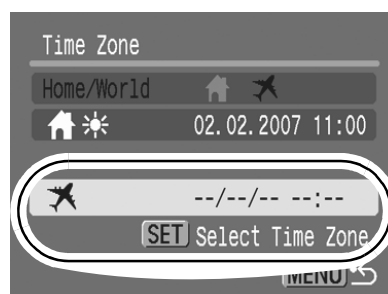 Time Zone
Home/World
02.02.2007 11:00
--/--/-- --:--
SET Select Time Zone
MENU